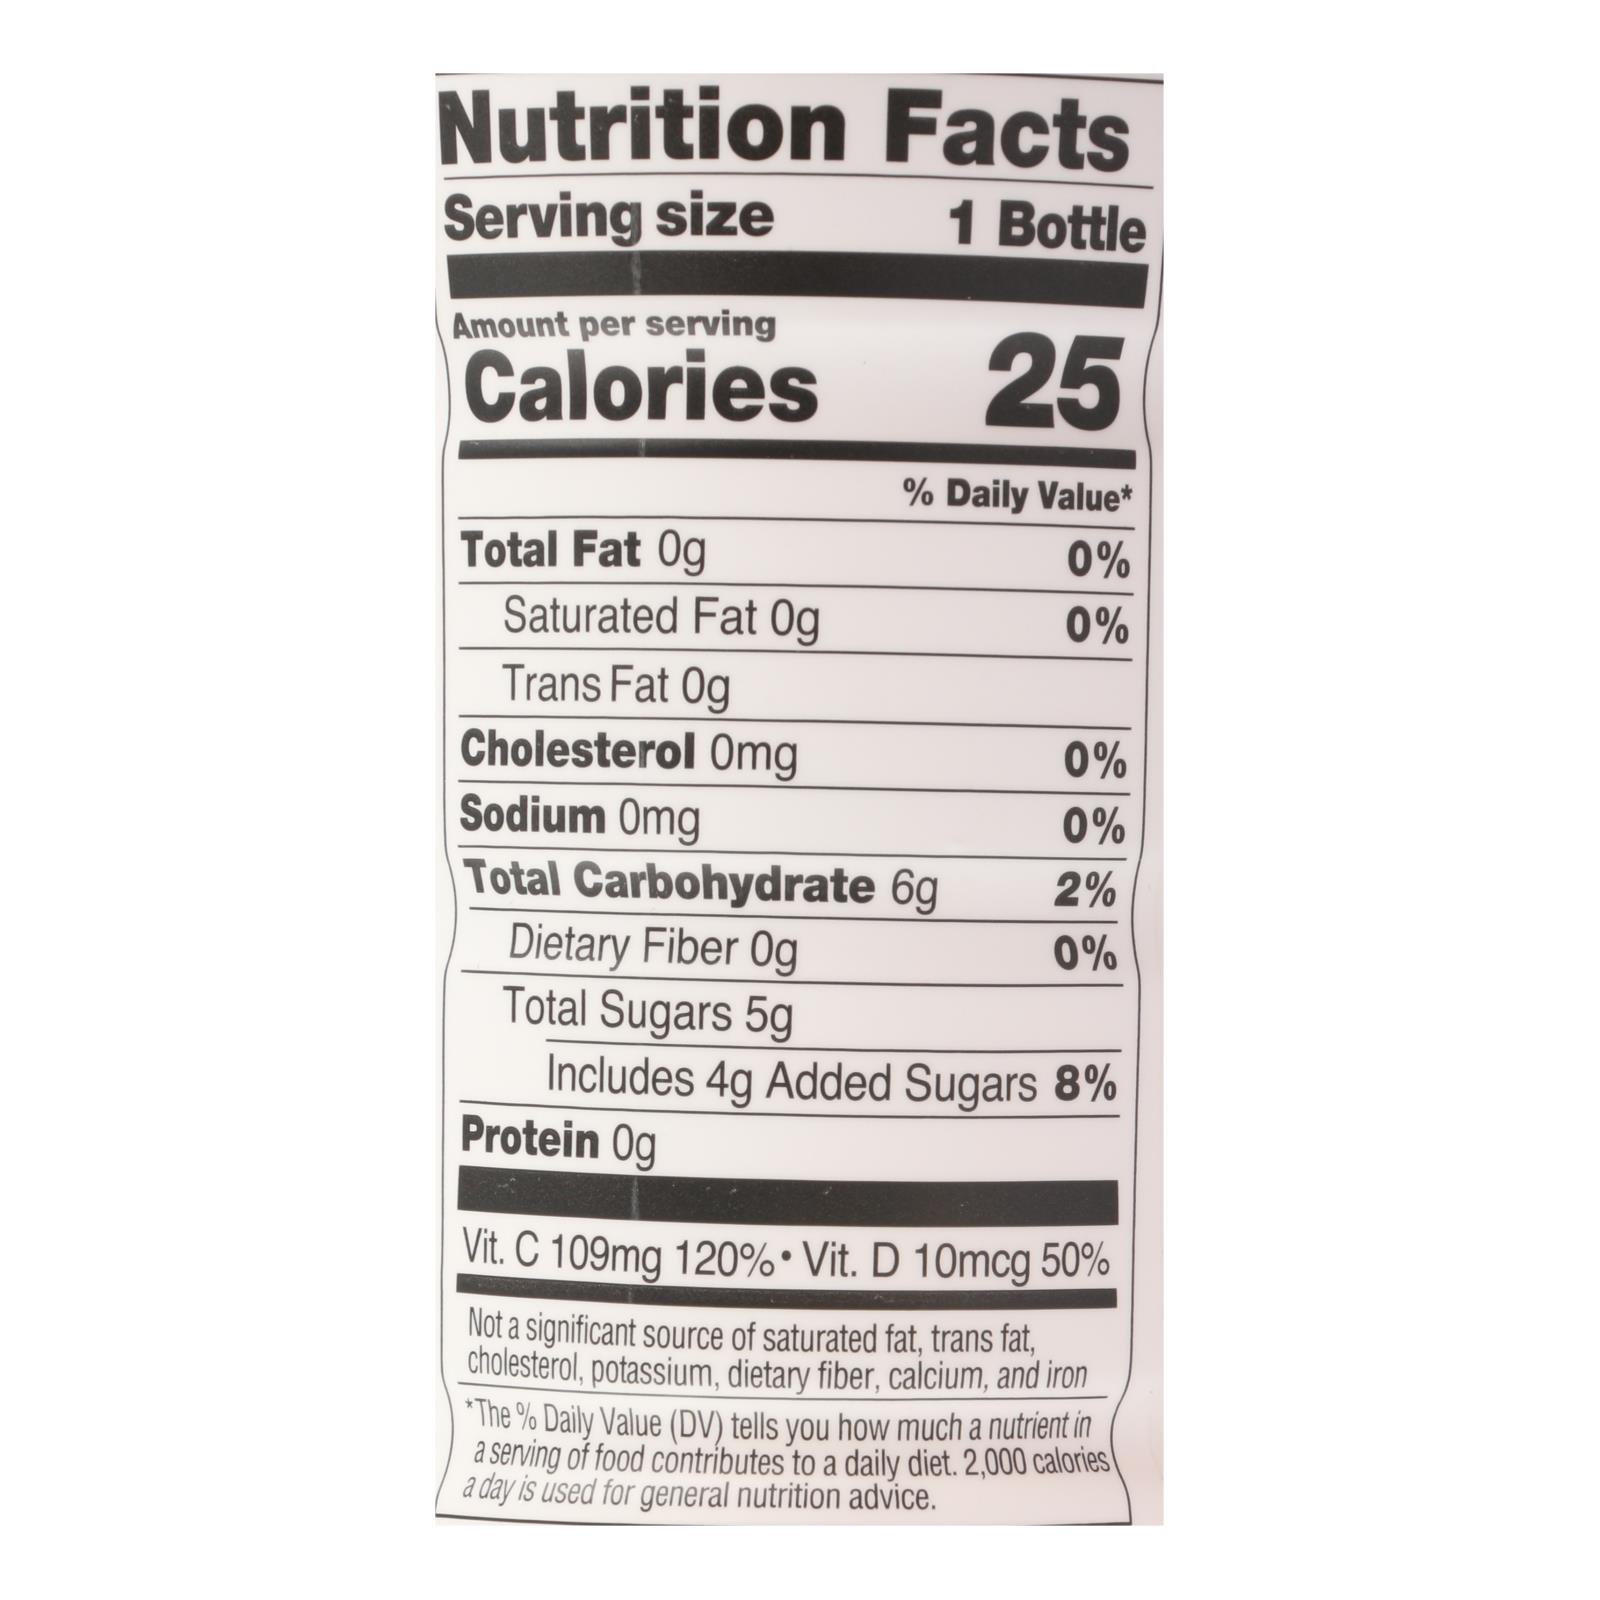 Nutrition Facts
Serving size 1 Bottle
Amount per serving
Calories 25
% Daily Value*
Total Fat 0g 0%
Saturated Fat 0g 0%
Trans Fat 0g
Cholesterol 0mg 0%
Sodium 0mg 0%
Total Carbohydrate 6g 2%
Dietary Fiber 0g 0%
Total Sugars 5g
Includes 4g Added Sugars 8%
Protein 0g
Vit. C 109mg 120% • Vit. D 10mcg 50%
Not a significant source of saturated fat, trans fat,
cholesterol, potassium, dietary fiber, calcium, and iron
*The % Daily Value (DV) tells you how much a nutrient in
a serving of food contributes to a daily diet. 2,000 calories
a day is used for general nutrition advice.